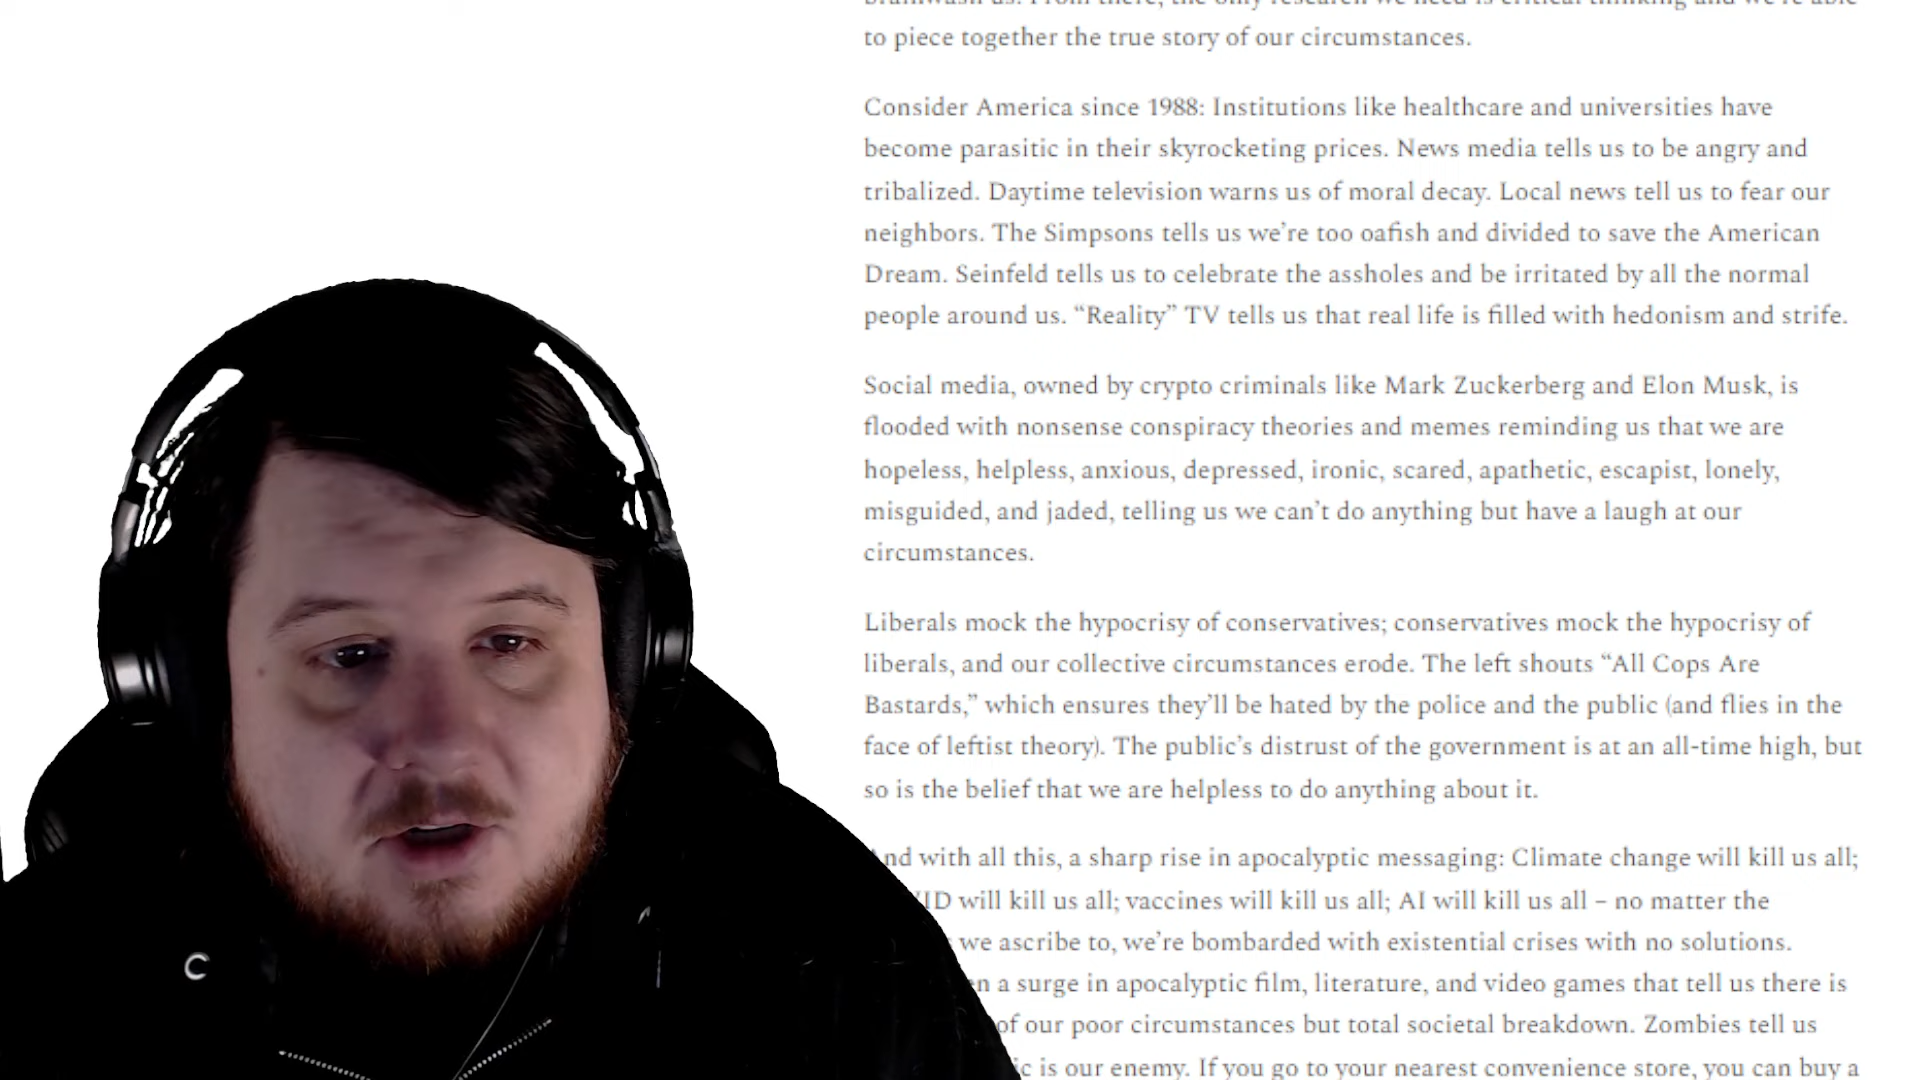 to piece together the true story of our circumstances.
Consider America since 1988: Institutions like healthcare and universities have
become parasitic in their skyrocketing prices. News media tells us to be angry and
tribalized. Daytime television warns us of moral decay. Local news tell us to fear our
neighbors. The Simpsons tells us we’re too oafish and divided to save the American
Dream. Seinfeld tells us to celebrate the assholes and be irritated by all the normal
people around us. “Reality” TV tells us that real life is filled with hedonism and strife.
Social media, owned by crypto criminals like Mark Zuckerberg and Elon Musk, is
flooded with nonsense conspiracy theories and memes reminding us that we are
hopeless, helpless, anxious, depressed, ironic, scared, apathetic, escapist, lonely,
misguided, and jaded, telling us we can’t do anything but have a laugh at our
circumstances.
Liberals mock the hypocrisy of conservatives; conservatives mock the hypocrisy of
liberals, and our collective circumstances erode. The left shouts “All Cops Are
Bastards,” which ensures they’ll be hated by the police and the public (and flies in the
face of leftist theory). The public’s distrust of the government is at an all-time high, but
so is the belief that we are helpless to do anything about it.
nd with all this, a sharp rise in apocalyptic messaging: Climate change will kill us all;
ID will kill us all; vaccines will kill us all; AI will kill us all – no matter the
we ascribe to, we’re bombarded with existential crises with no solutions.
n a surge in apocalyptic film, literature, and video games that tell us there is
of our poor circumstances but total societal breakdown. Zombies tell us
c is our enemy. If you go to your nearest convenience store, you can buy a